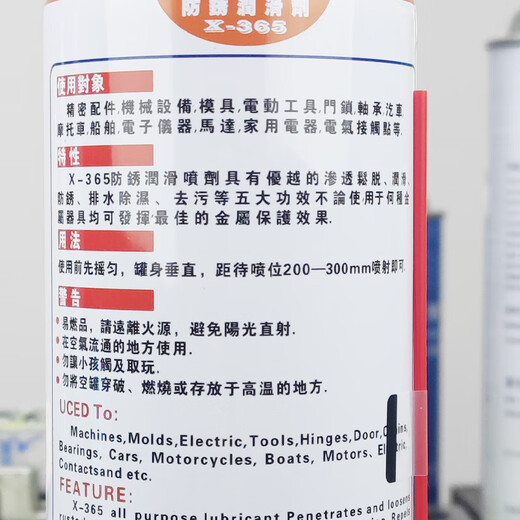 防銹潤滑劑
X-365
使用對象
精密配件,機械設備,模具,電動工具,門鎖,軸承汽車
摩托車,船舶,電子儀器,馬達,家用電器,電氣接觸點等.
特性
X-365防銹潤滑噴劑具有優越的滲透鬆脱、潤滑、
防銹、排水除濕、去污等五大功效不論使用于何種金
屬器具均可發揮最佳的金屬保護效果.
用法
使用前先摇匀，罐身垂直，距待喷位200—300mm喷射即可.
警告
•易燃品，請遠離火源，避免陽光直射.
•在空氣流通的地方使用.
•勿讓小孩觸及取玩.
•勿將空罐穿破、燃燒或存放于高温的地方.
UCED To:
Machines,Molds,Electric,Tools,Hinges,Door,
Bearings, Cars, Motorcycles, Boats, Motors,
Contactsand etc.
FEATURE:
X-365 all purpose lubricant Penetrates and loosens